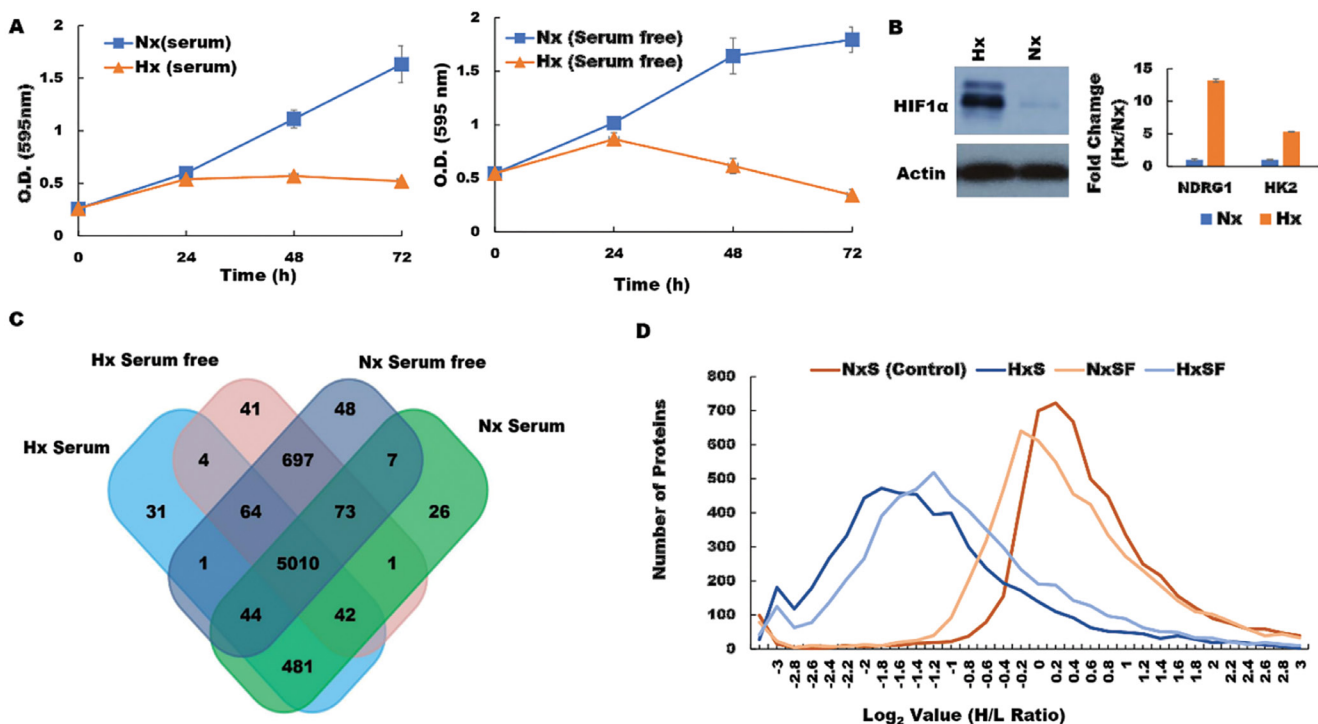 A
2
1.5
1
0.5
0
O.D. (595nm)
Nx(serum)
Hx (serum)
0
24
48
72
Time (h)
2
1.5
1
0.5
0
O.D. (595 nm)
Nx (Serum free)
Hx (Serum free)
0
24
48
72
Time (h)
B
Hx
Nx
HIF1α
Actin
Fold Chamge
(Hx/Nx)
15
10
5
0
NDRG1
HK2
Nx
Hx
C
Hx Serum free
Nx Serum free
Hx Serum
Nx Serum
41
48
4
697
7
31
64
73
26
1
5010
1
44
42
481
D
NxS (Control)
HxS
NxSF
HxSF
Number of Proteins
800
700
600
500
400
300
200
100
0
-3
-2.8
-2.6
-2.4
-2.2
-2
-1.8
-1.6
-1.4
-1.2
-1
-0.8
-0.6
-0.4
-0.2
0
0.2
0.4
0.6
0.8
1
1.2
1.4
1.6
1.8
2
2.2
2.4
2.6
2.8
3
Log₂ Value (H/L Ratio)